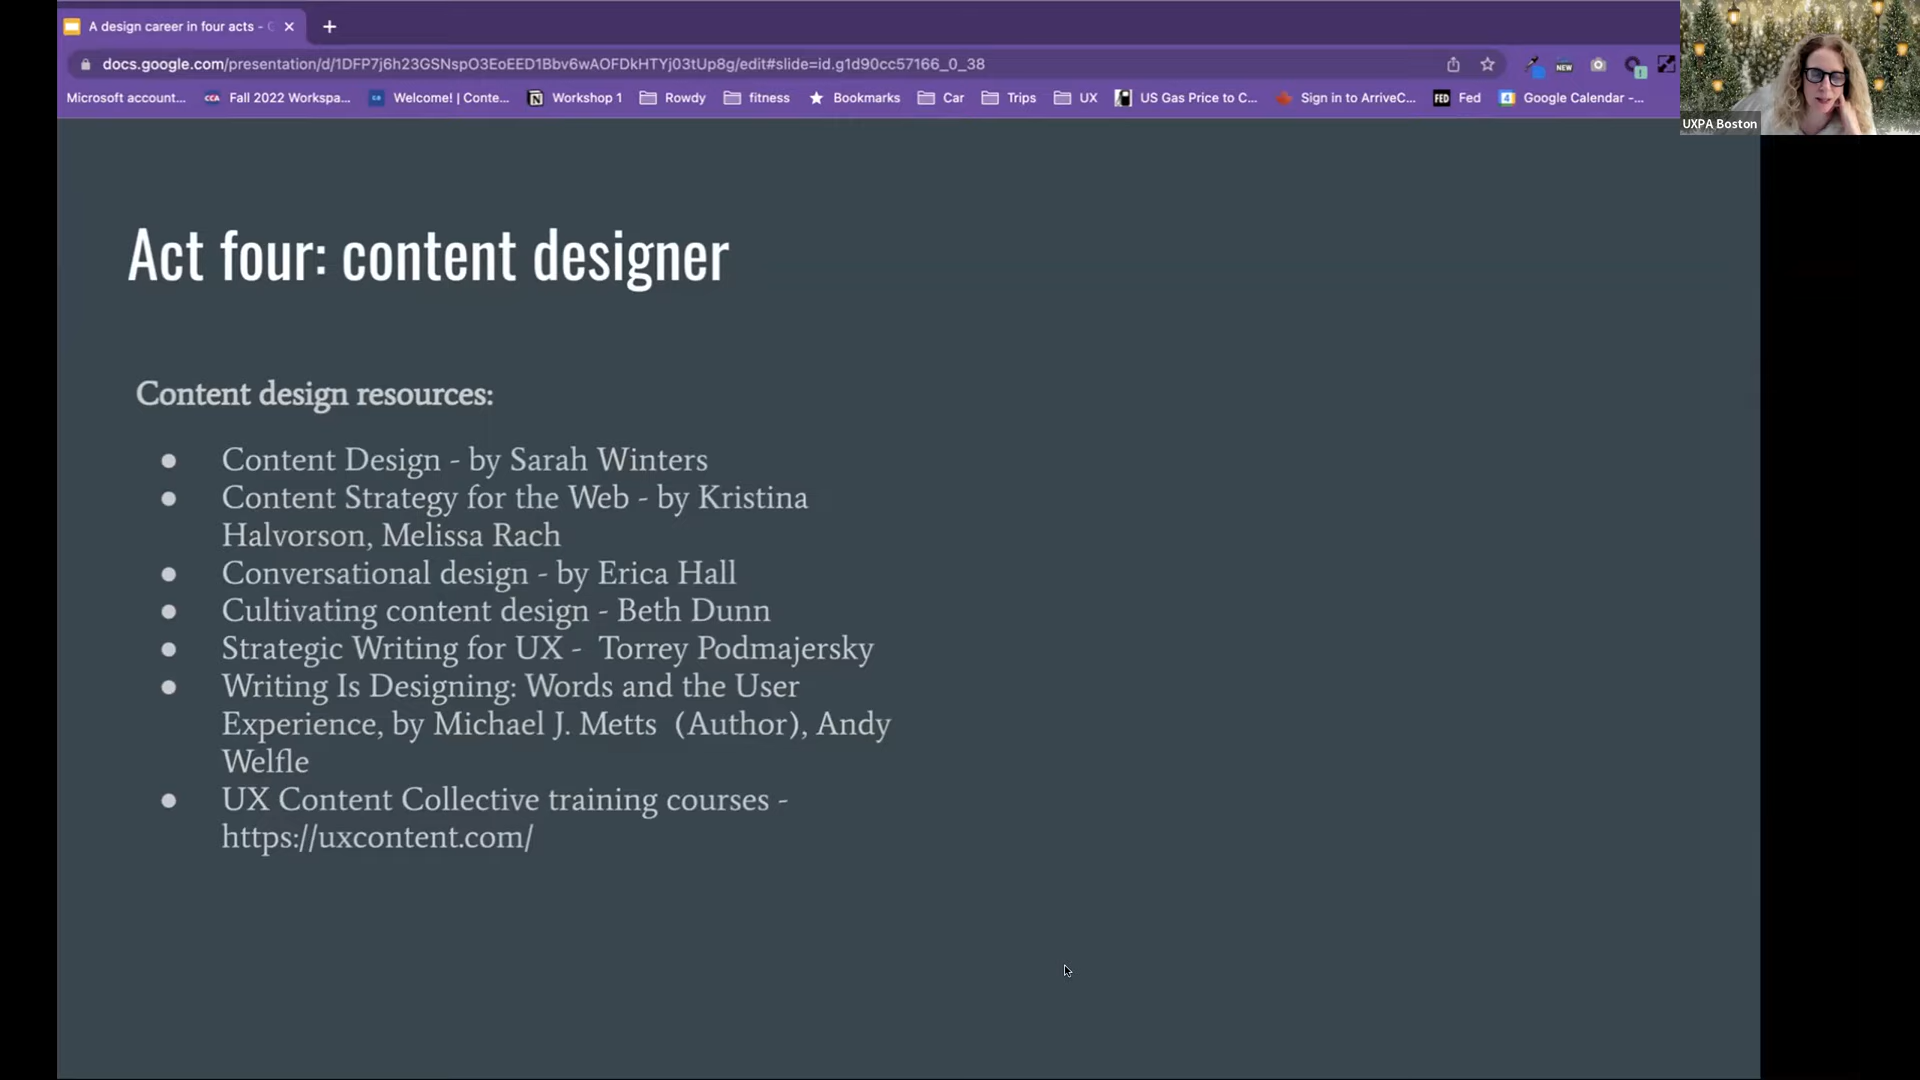 A design career in four acts -
docs.google.com/presentation/d/1DFP7j6h23GSNspO3EoEED1Bbv6wAOFDkHTYj03tUp8g/edit#slide=id.g1d90cc57166_0_38
NEW
Microsoft account... CCA Fall 2022 Workspa... Welcome! | Conte... Workshop 1 Rowdy fitness Bookmarks Car Trips UX US Gas Price to C... Sign in to ArriveC... FED Fed 4 Google Calendar -...
UXPA Boston
Act four: content designer
Content design resources:
● Content Design - by Sarah Winters
● Content Strategy for the Web - by Kristina
Halvorson, Melissa Rach
● Conversational design - by Erica Hall
● Cultivating content design - Beth Dunn
● Strategic Writing for UX - Torrey Podmajersky
● Writing Is Designing: Words and the User
Experience, by Michael J. Metts (Author), Andy
Welfle
● UX Content Collective training courses -
https://uxcontent.com/